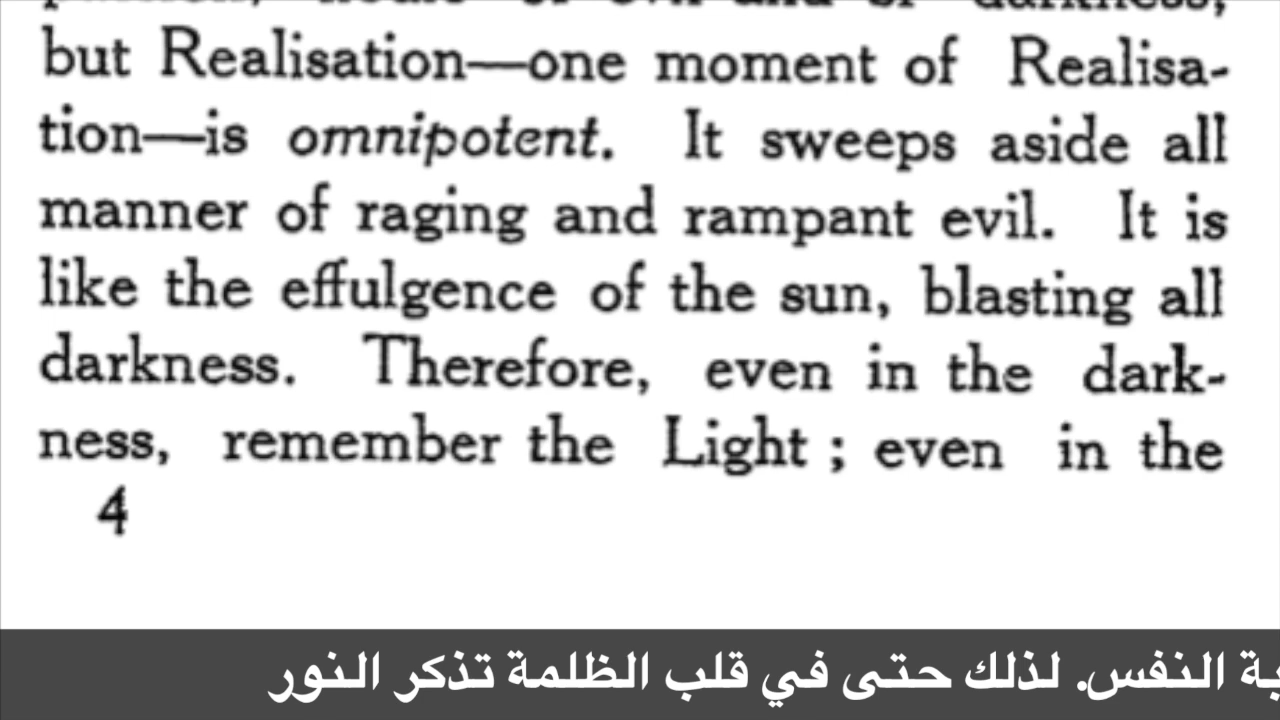 but Realisation—one moment of Realisa-
tion—is omnipotent. It sweeps aside all
manner of raging and rampant evil. It is
like the effulgence of the sun, blasting all
darkness. Therefore, even in the dark-
ness, remember the Light ; even in the
4
النفس. لذلك حتى في قلب الظلمة تذكر النور